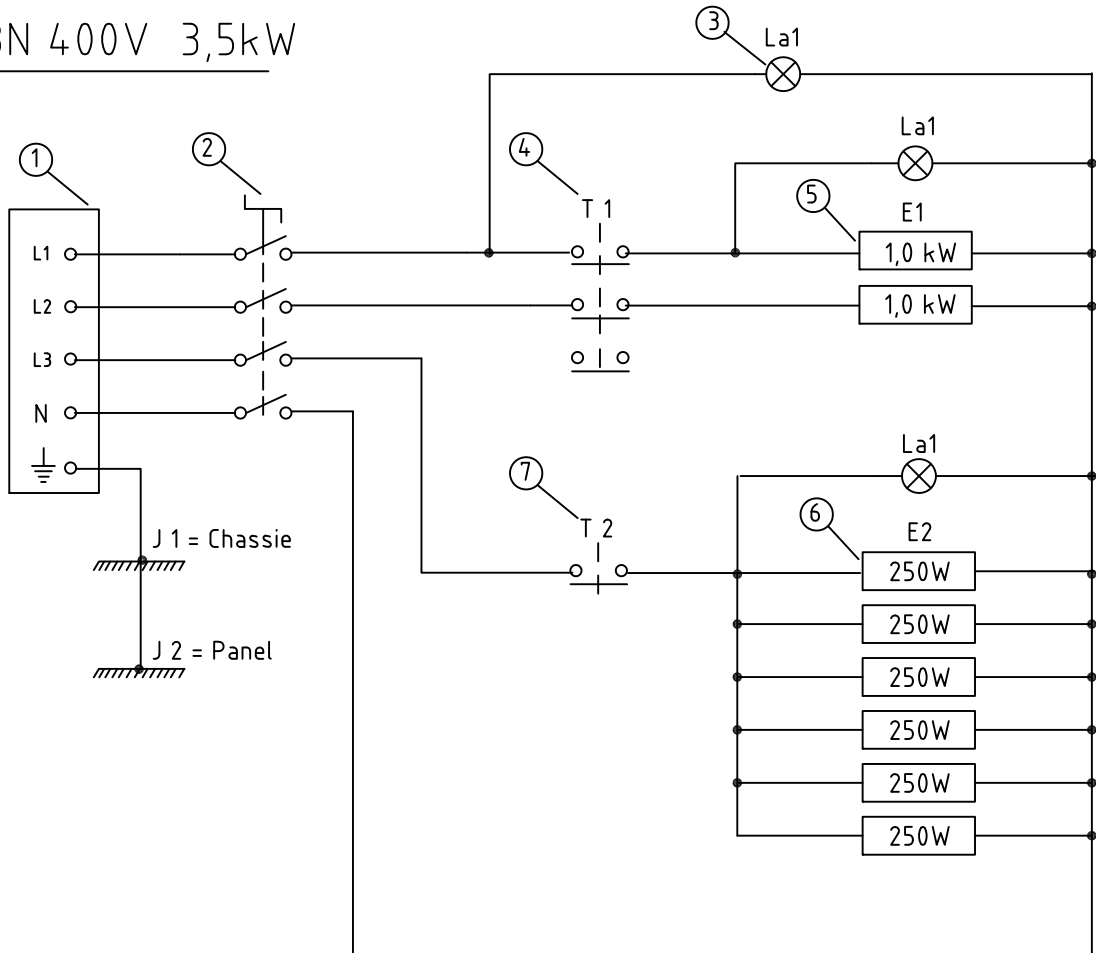 3N 400V 3,5kW
3
La1
La1
1
2
4
T 1
5
E1
L1
1,0 kW
L2
1,0 kW
L3
N
La1
7
T 2
6
E2
J 1 = Chassie
250W
250W
J 2 = Panel
250W
250W
250W
250W